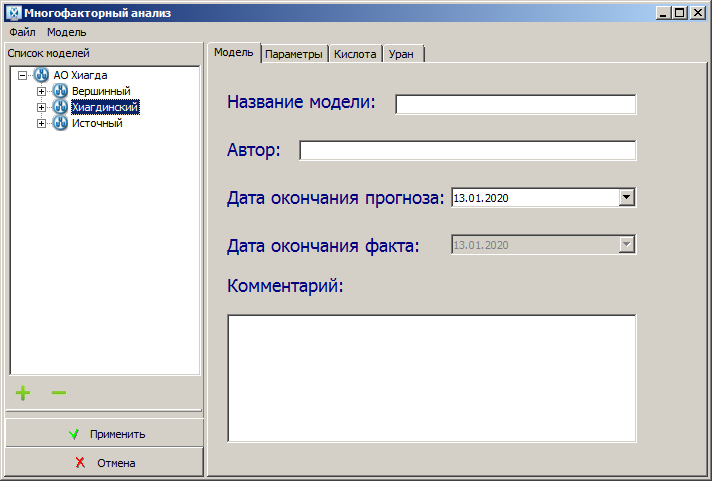 Многофакторный анализ
Файл Модель
Список моделей
АО Хиагда
Вершинный
Хиагдинский
Источный
Применить
Отмена
Модель Параметры Кислота Уран
Название модели:
Автор:
Дата окончания прогноза: 13.01.2020
Дата окончания факта: 13.01.2020
Комментарий: